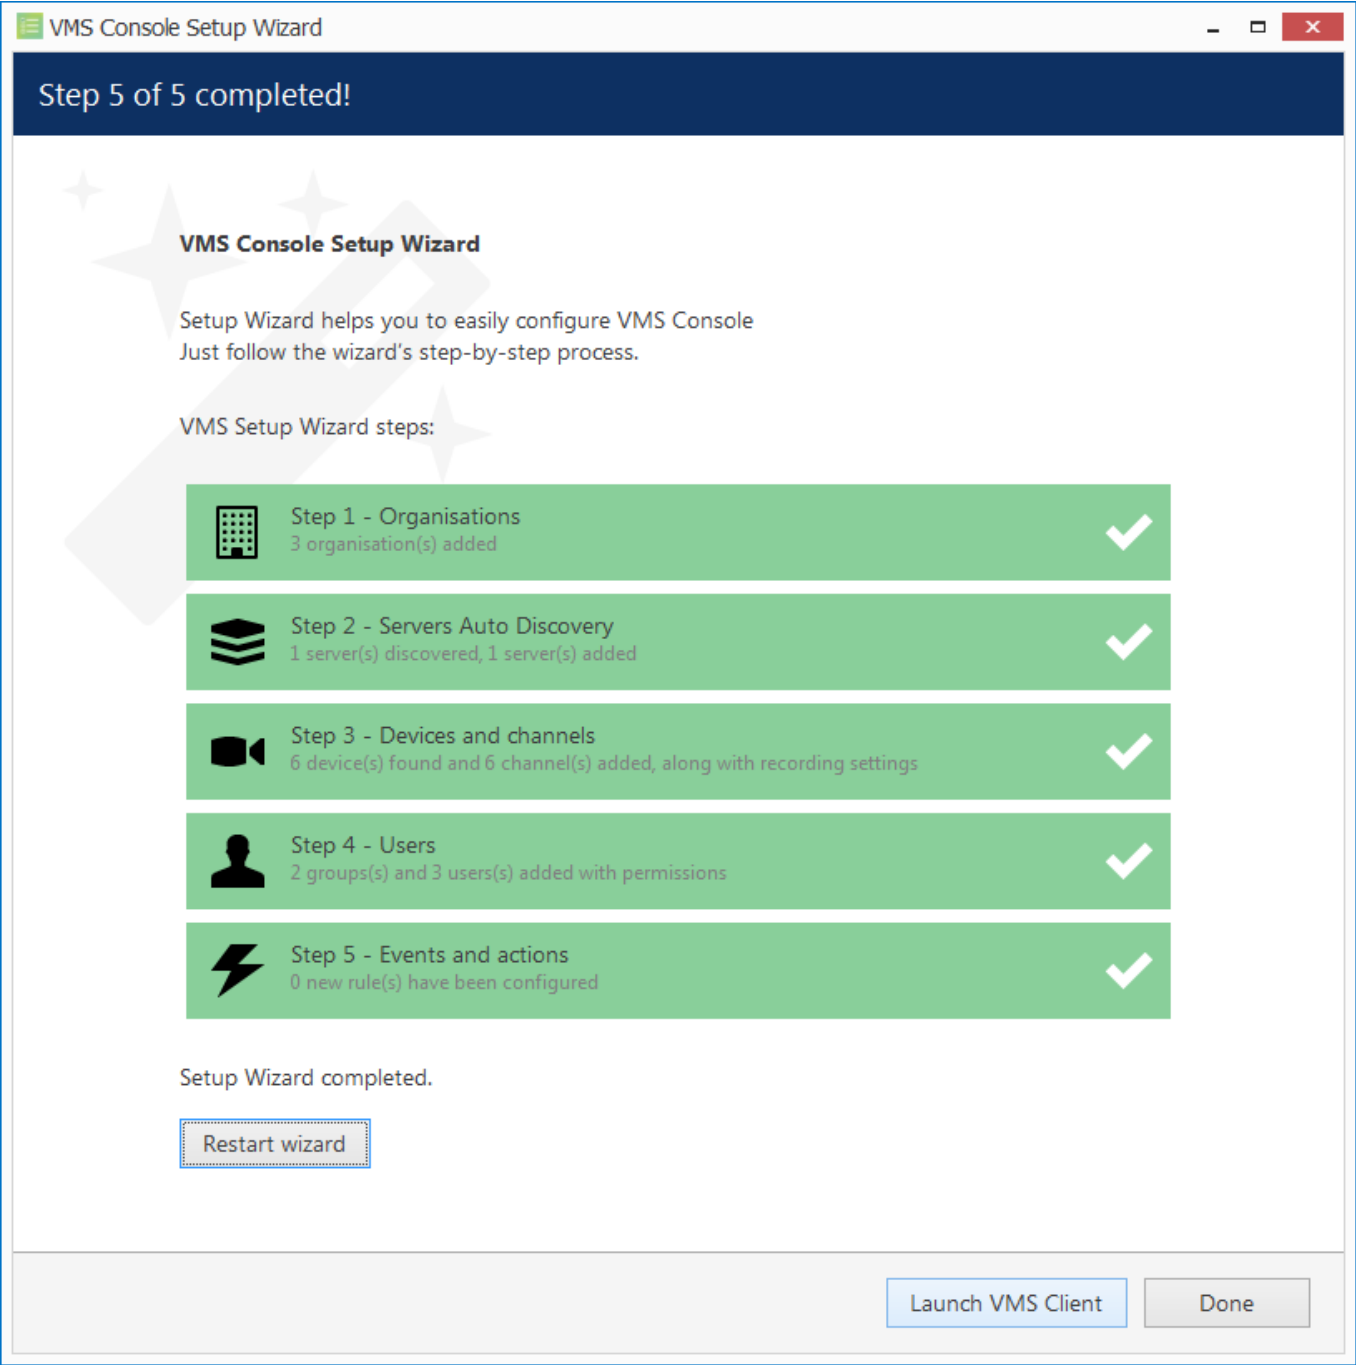 VMS Console Setup Wizard
Step 5 of 5 completed!
VMS Console Setup Wizard
Setup Wizard helps you to easily configure VMS Console
Just follow the wizard's step-by-step process.
VMS Setup Wizard steps:
Step 1 - Organisations
3 organisation(s) added
Step 2 - Servers Auto Discovery
1 server(s) discovered, 1 server(s) added
Step 3 - Devices and channels
6 device(s) found and 6 channel(s) added, along with recording settings
Step 4 - Users
2 groups(s) and 3 users(s) added with permissions
Step 5 - Events and actions
0 new rule(s) have been configured
Setup Wizard completed.
Restart wizard
Launch VMS Client
Done